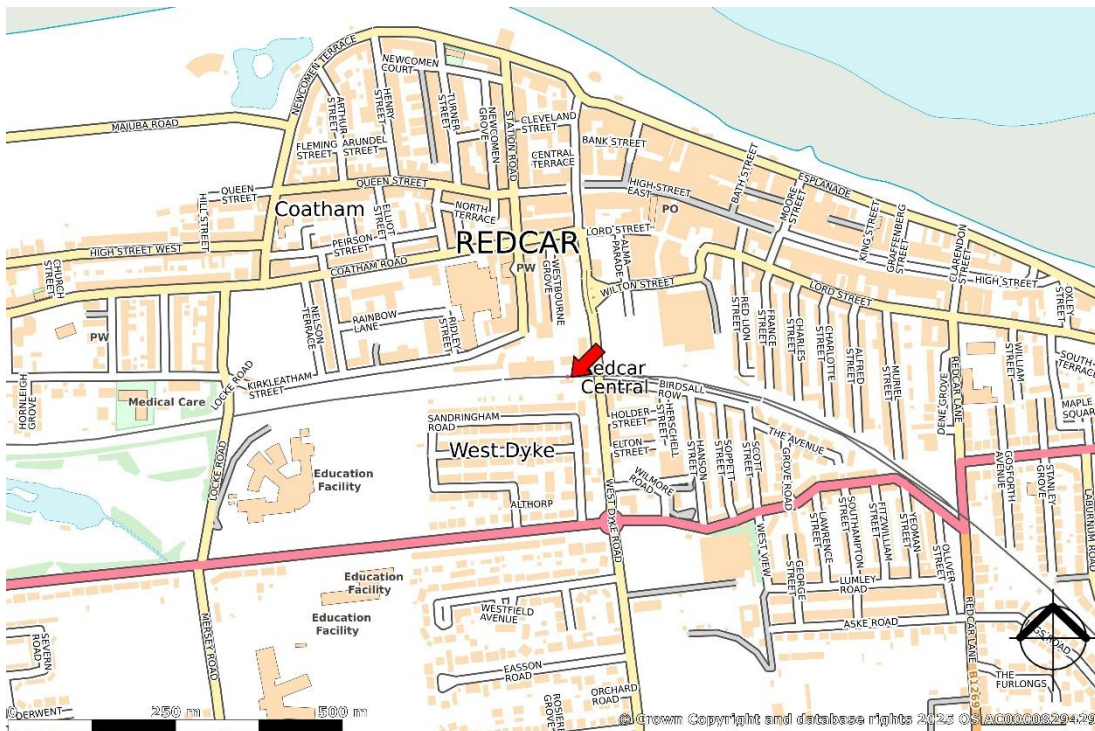 NEWCOMEN TERRACE
NEWCOMEN
COURT
MAJUBA ROAD
ARTHUR
STREET
HENRY
STREET
TURNER
STREET
NEWCOMEN
GROVE
STATION ROAD
CLEVELAND
STREET
FLEMING
STREET
ARUNDEL
STREET
CENTRAL
TERRACE
BANK STREET
ESPLANADE
QUEEN
STREET
QUEEN STREET
HIGH STREET
EAST
BATH STREET
MOORE
STREET
HILL STREET
Coatham
ELLIOT
STREET
NORTH
TERRACE
PO
KING STREET
GRAFFENBERG
STREET
CLARENDON
STREET
HIGH STREET WEST
PEIRSON
STREET
REDCAR
LORD STREET
ALMA
PARADE
HIGH STREET
CHURCH
STREET
COATHAM ROAD
PW
WESTBOURNE
GROVE
WILTON STREET
LORD STREET
OXLEY
STREET
PW
NELSON
TERRACE
RAINBOW
LANE
RIDLEY
STREET
RED LION
STREET
FRANCE
STREET
CHARLES
STREET
CHARLOTTE
STREET
ALFRED
STREET
MURIEL
STREET
WILLIAM
STREET
SOUTH
TERRACE
HORNLEIGH
GROVE
Medical Care
LOCKE ROAD
KIRKLEATHAM
STREET
Redcar
Central
BIRDSALL
ROW
DENE GROVE
REDCAR LANE
MAPLE
SQUARE
SANDRINGHAM
ROAD
HOLDER
STREET
HERSCHELL
STREET
THE AVENUE
West Dyke
ELTON
STREET
HANSON
STREET
SOPPETT
STREET
SCOTT
STREET
GROVE ROAD
GOSFORTH
AVENUE
STANLEY
GROVE
LABURNUM ROAD
LOCKE ROAD
Education
Facility
ALTHORP
WILMORE
ROAD
WEST DYKE ROAD
WEST VIEW
LAWRENCE
STREET
SOUTHAMPTON
STREET
FITZWILLIAM
STREET
YEOMAN
STREET
OLLIVER
STREET
Education
Facility
Education
Facility
WESTFIELD
AVENUE
GEORGE
STREET
LUMLEY
ROAD
ASKE ROAD
REDCAR LANE
MERSEY ROAD
SEVERN
ROAD
EASSON
ROAD
ROSIERE
GROVE
ORCHARD
ROAD
B1269
THE
FURLONGS
DERWENT
0 250 m 500 m
© Crown Copyright and database rights 2025 OS AC0000829429